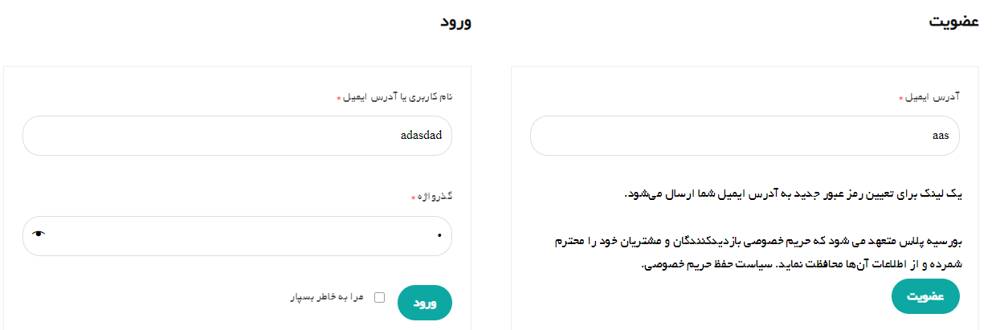 عضویت
آدرس ایمیل *
aas
یک لینک برای تعیین رمز عبور جدید به آدرس ایمیل شما ارسال می‌شود.
بورسیه پلاس متعهد می شود که حریم خصوصی بازدیدکنندگان و مشتریان خود را محترم
شمرده و از اطلاعات آن‌ها محافظت نماید. سیاست حفظ حریم خصوصی.
عضویت
ورود
نام کاربری یا آدرس ایمیل *
adasdad
گذرواژه *
•
ورود
مرا به خاطر بسپار